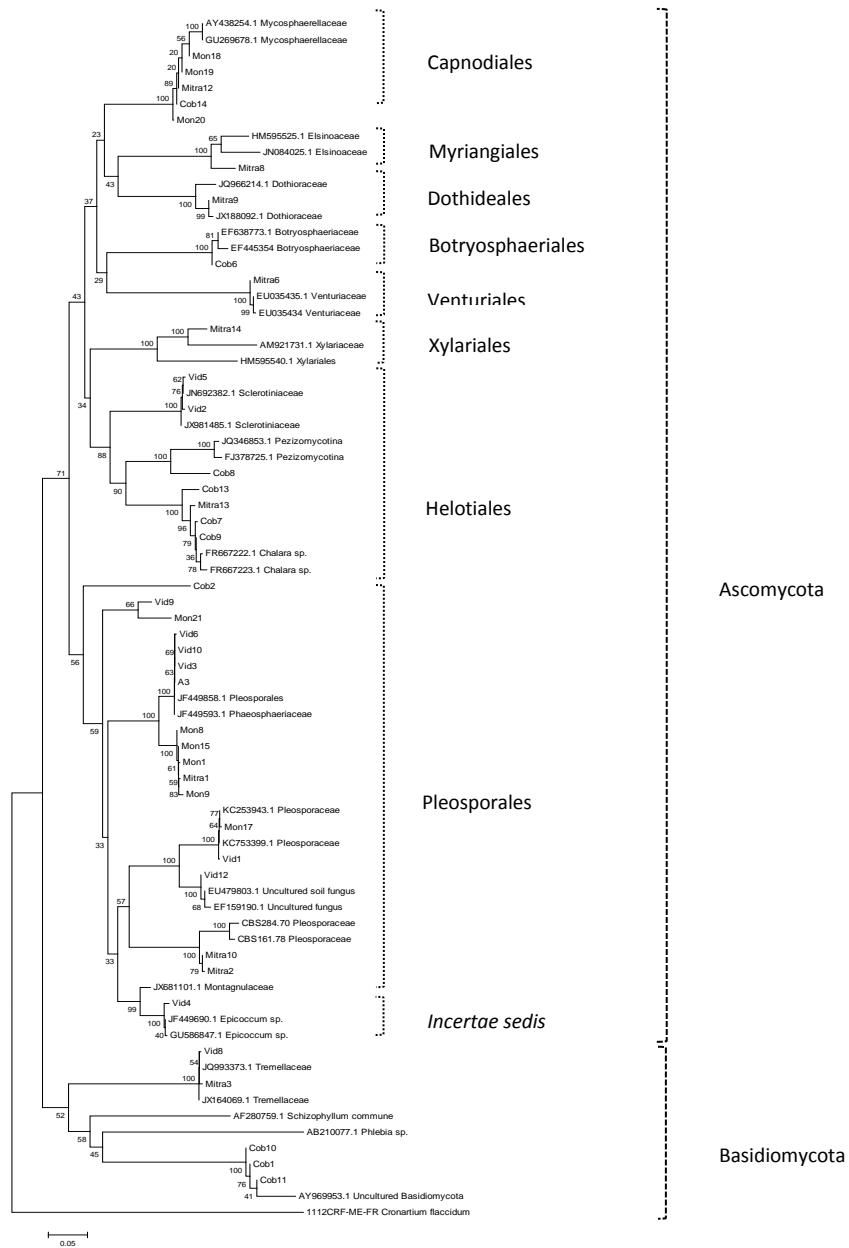 AY438254.1 Mycosphaerellaceae
100
GU269678.1 Mycosphaerellaceae
56
Mon18
20
Mon19
20
Mitra12
89
Cob14
100
Mon20
Capnodiales
23
HM595525.1 Elsinoaceae
65
JN084025.1 Elsinoaceae
100
Mitra8
Myriangiales
43
JQ966214.1 Dothioraceae
Mitra9
100
JX188092.1 Dothioraceae
99
Dothideales
37
EF638773.1 Botryosphaeriaceae
81
EF445354 Botryosphaeriaceae
100
Cob6
Botryosphaeriales
29
Mitra6
EU035435.1 Venturiaceae
100
EU035434 Venturiaceae
99
Venturiales
43
Mitra14
100
AM921731.1 Xylariaceae
100
HM595540.1 Xylariales
Xylariales
34
Vid5
62
JN692382.1 Sclerotiniaceae
76
Vid2
100
JX981485.1 Sclerotiniaceae
88
JQ346853.1 Pezizomycotina
100
FJ378725.1 Pezizomycotina
100
Cob8
90
Cob13
Mitra13
100
Cob7
96
Cob9
79
FR667222.1 Chalara sp.
36
FR667223.1 Chalara sp.
78
Helotiales
71
Cob2
Vid9
66
Mon21
56
Vid6
Vid10
69
Vid3
63
A3
100
JF449858.1 Pleosporales
JF449593.1 Phaeosphaeriaceae
100
59
Mon8
Mon15
100
Mon1
61
Mitra1
59
Mon9
83
Pleosporales
33
KC253943.1 Pleosporaceae
77
Mon17
64
KC753399.1 Pleosporaceae
100
Vid1
100
Vid12
EU479803.1 Uncultured soil fungus
100
EF159190.1 Uncultured fungus
68
57
CBS284.70 Pleosporaceae
100
CBS161.78 Pleosporaceae
Mitra10
100
Mitra2
79
33
JX681101.1 Montagnulaceae
99
Vid4
JF449690.1 Epicoccum sp.
100
GU586847.1 Epicoccum sp.
40
Incertae sedis
Ascomycota
Vid8
54
JQ993373.1 Tremellaceae
Mitra3
100
JX164069.1 Tremellaceae
52
AF280759.1 Schizophyllum commune
58
AB210077.1 Phlebia sp.
45
Cob10
Cob1
100
Cob11
76
AY969953.1 Uncultured Basidiomycota
41
Basidiomycota
1112CRF-ME-FR Cronartium flaccidum
0.05